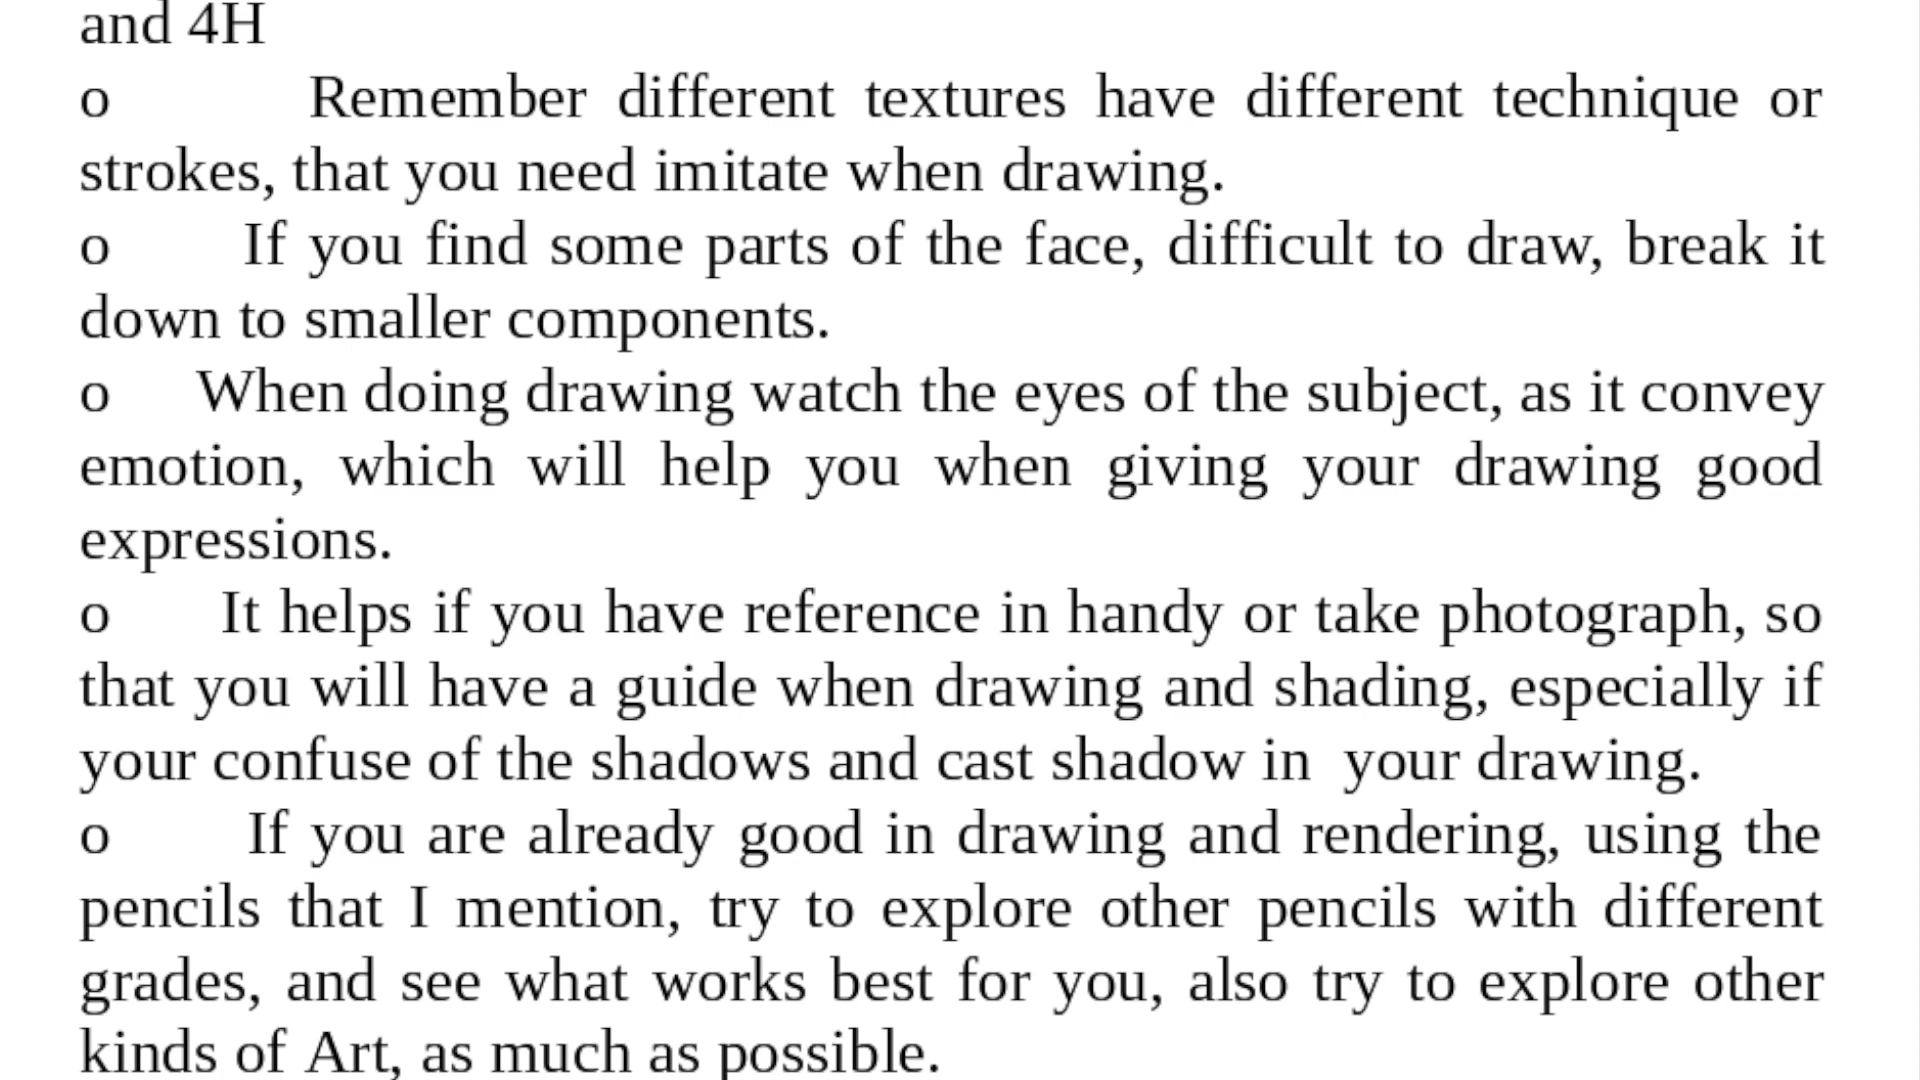 and 4H
o Remember different textures have different technique or
strokes, that you need imitate when drawing.
o If you find some parts of the face, difficult to draw, break it
down to smaller components.
o When doing drawing watch the eyes of the subject, as it convey
emotion, which will help you when giving your drawing good
expressions.
o It helps if you have reference in handy or take photograph, so
that you will have a guide when drawing and shading, especially if
your confuse of the shadows and cast shadow in  your drawing.
o If you are already good in drawing and rendering, using the
pencils that I mention, try to explore other pencils with different
grades, and see what works best for you, also try to explore other
kinds of Art, as much as possible.